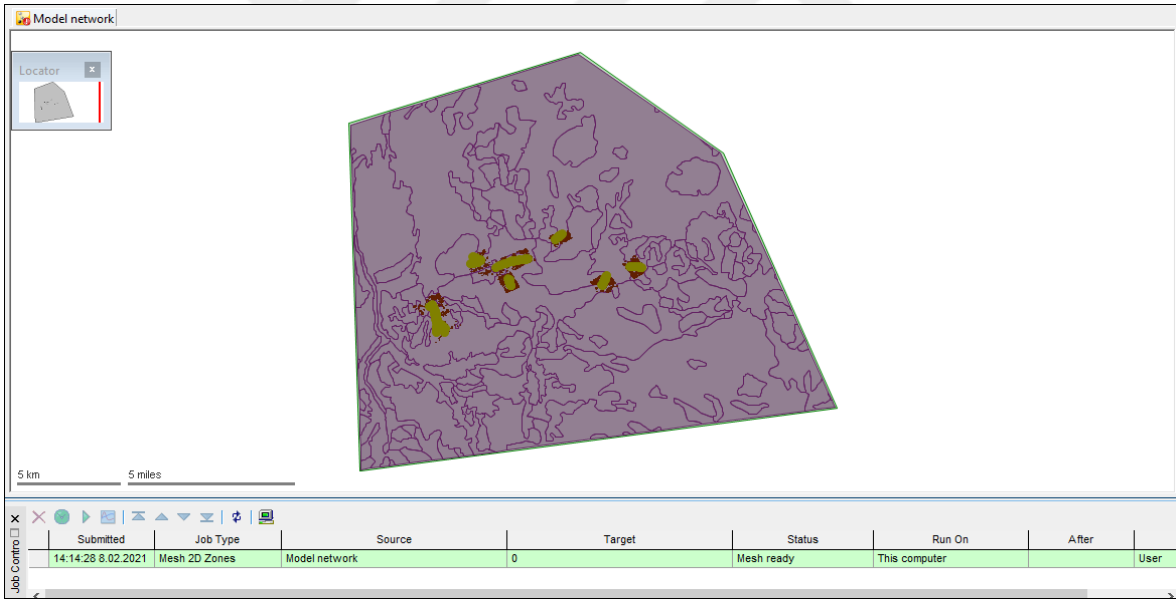 Model network
Locator x
5 km 5 miles
Submitted Job Type Source Target Status Run On After
14:14:28 8.02.2021 Mesh 2D Zones Model network 0 Mesh ready This computer User
Job Contro